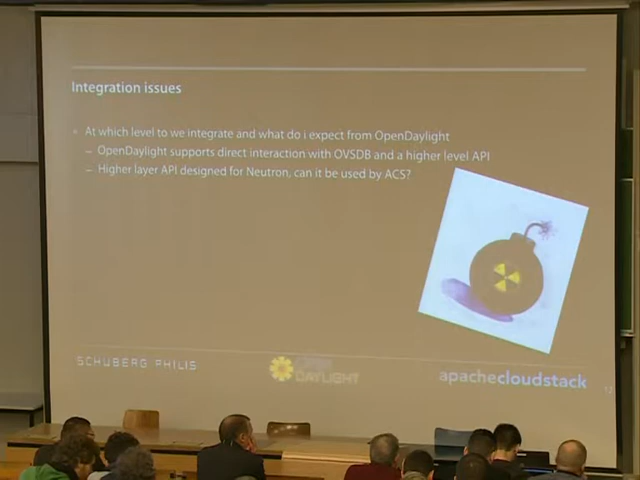 Integration issues
At which level to we integrate and what do i expect from OpenDaylight
– OpenDaylight supports direct interaction with OVSDB and a higher level API
– Higher layer API designed for Neutron, can it be used by ACS?
SCHUBERG PHILIS
OPEN
DAYLIGHT
apachecloudstack